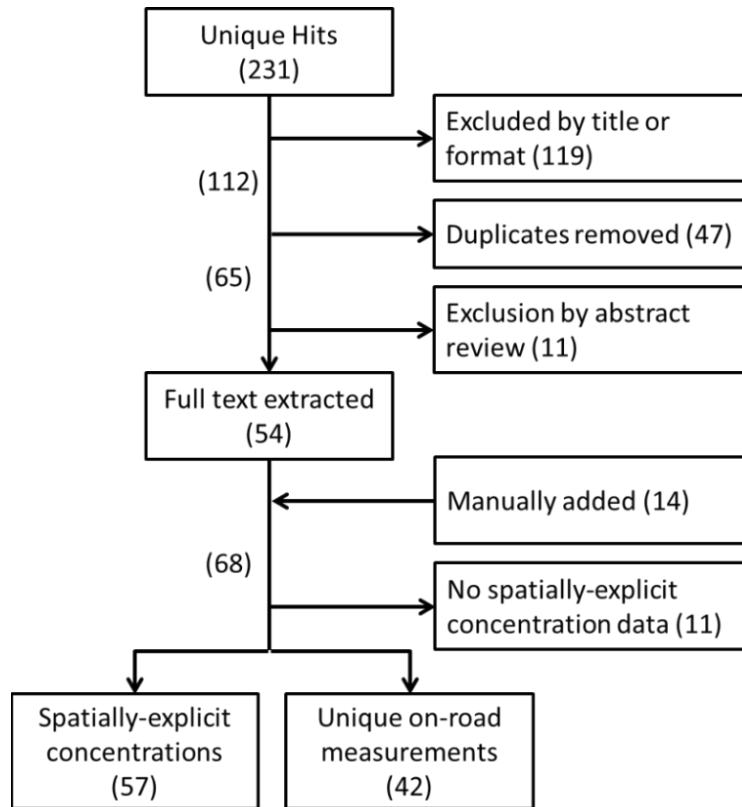 Unique Hits
(231)
Excluded by title or
format (119)
(112)
Duplicates removed (47)
(65)
Exclusion by abstract
review (11)
Full text extracted
(54)
Manually added (14)
(68)
No spatially-explicit
concentration data (11)
Spatially-explicit
concentrations
(57)
Unique on-road
measurements
(42)